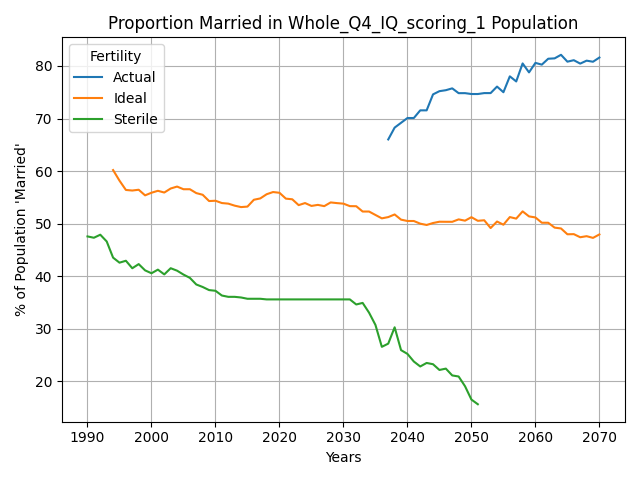 Proportion Married in Whole_Q4_IQ_scoring_1 Population
Fertility
Actual
Ideal
Sterile
% of Population 'Married'
80
70
60
50
40
30
20
1990 2000 2010 2020 2030 2040 2050 2060 2070
Years